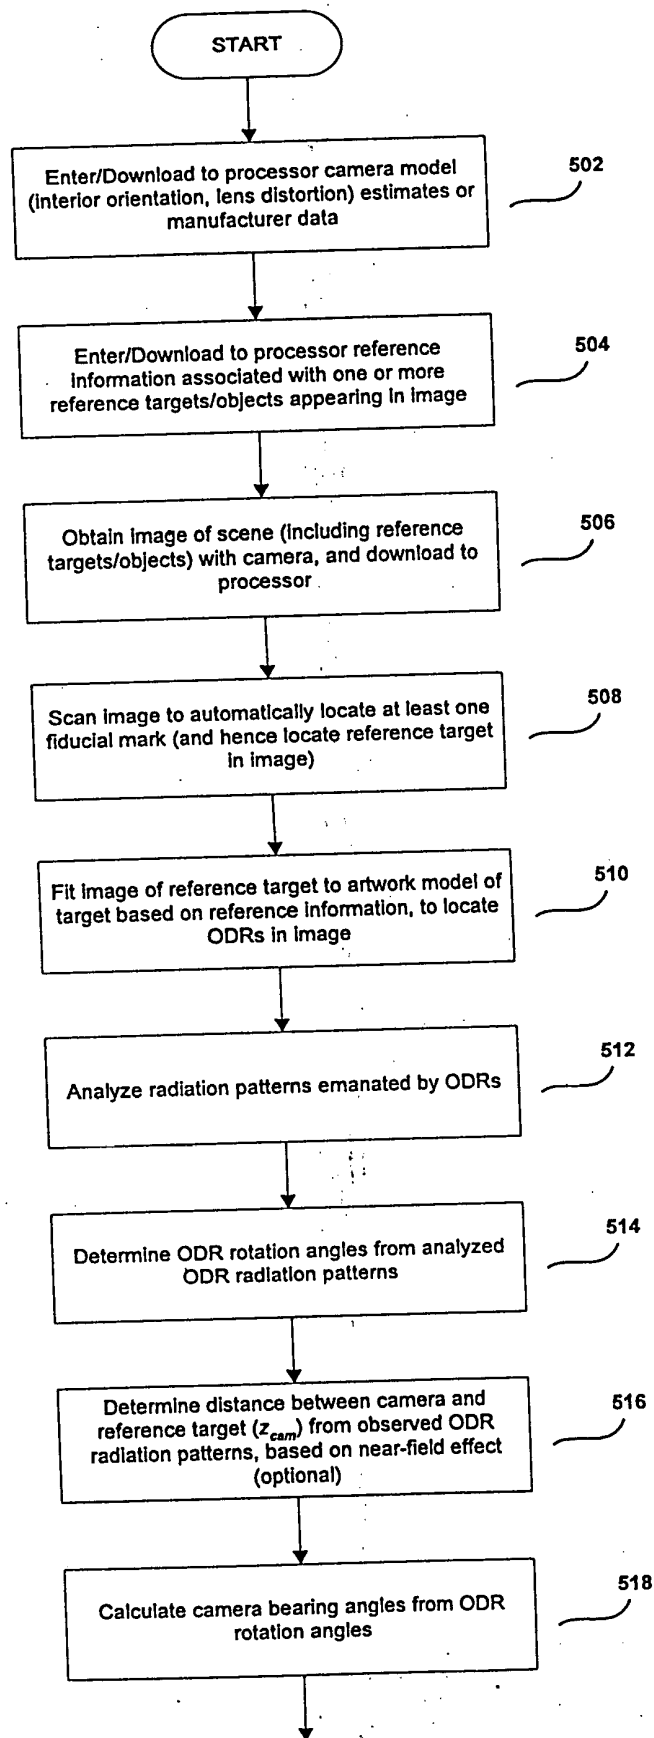 START
Enter/Download to processor camera model
(interior orientation, lens distortion) estimates or
manufacturer data
502
Enter/Download to processor reference
information associated with one or more
reference targets/objects appearing in image
504
Obtain image of scene (including reference
targets/objects) with camera, and download to
processor
506
Scan image to automatically locate at least one
fiducial mark (and hence locate reference target
in image)
508
Fit image of reference target to artwork model of
target based on reference information, to locate
ODRs in image
510
Analyze radiation patterns emanated by ODRs
512
Determine ODR rotation angles from analyzed
ODR radiation patterns
514
Determine distance between camera and
reference target (z_cam) from observed ODR
radiation patterns, based on near-field effect
(optional)
516
Calculate camera bearing angles from ODR
rotation angles
518